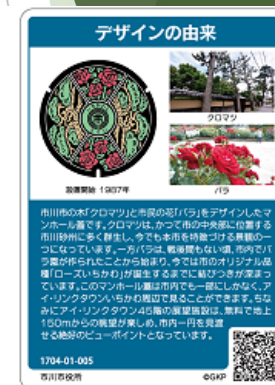 デザインの由来
クロマツ
設置開始 1987年
バラ
市川市の木「クロマツ」と市民の花「バラ」をデザインしたマ
ンホール蓋です。クロマツは、かつて市の中央部に位置する
市川砂州に多く群生し、今でも本市を特徴づける景観の一
つになっています。一方バラは、戦後間もない頃、市内でバ
ラ園が作られたことから始まり、今では市のオリジナル品
種「ローズいちかわ」が誕生するまでに結びつきが深まっ
ています。このマンホール蓋は市内でも一部にしかなく、ア
イ・リンクタウンいちかわ周辺で見ることができます。ちな
みにアイ・リンクタウン45階の展望施設は、無料で地上
150mからの眺望が楽しめ、市内一円を見渡
せる絶好のビューポイントとなっています。
1704-01-005
市川市役所
©GKP